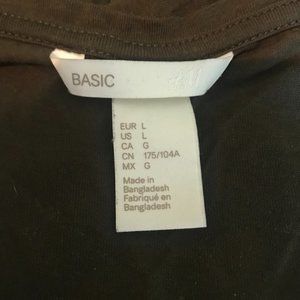 BASIC
EUR L
US L
CA G
CN 175/104A
MX G
Made in
Bangladesh
Fabriqué en
Bangladesh